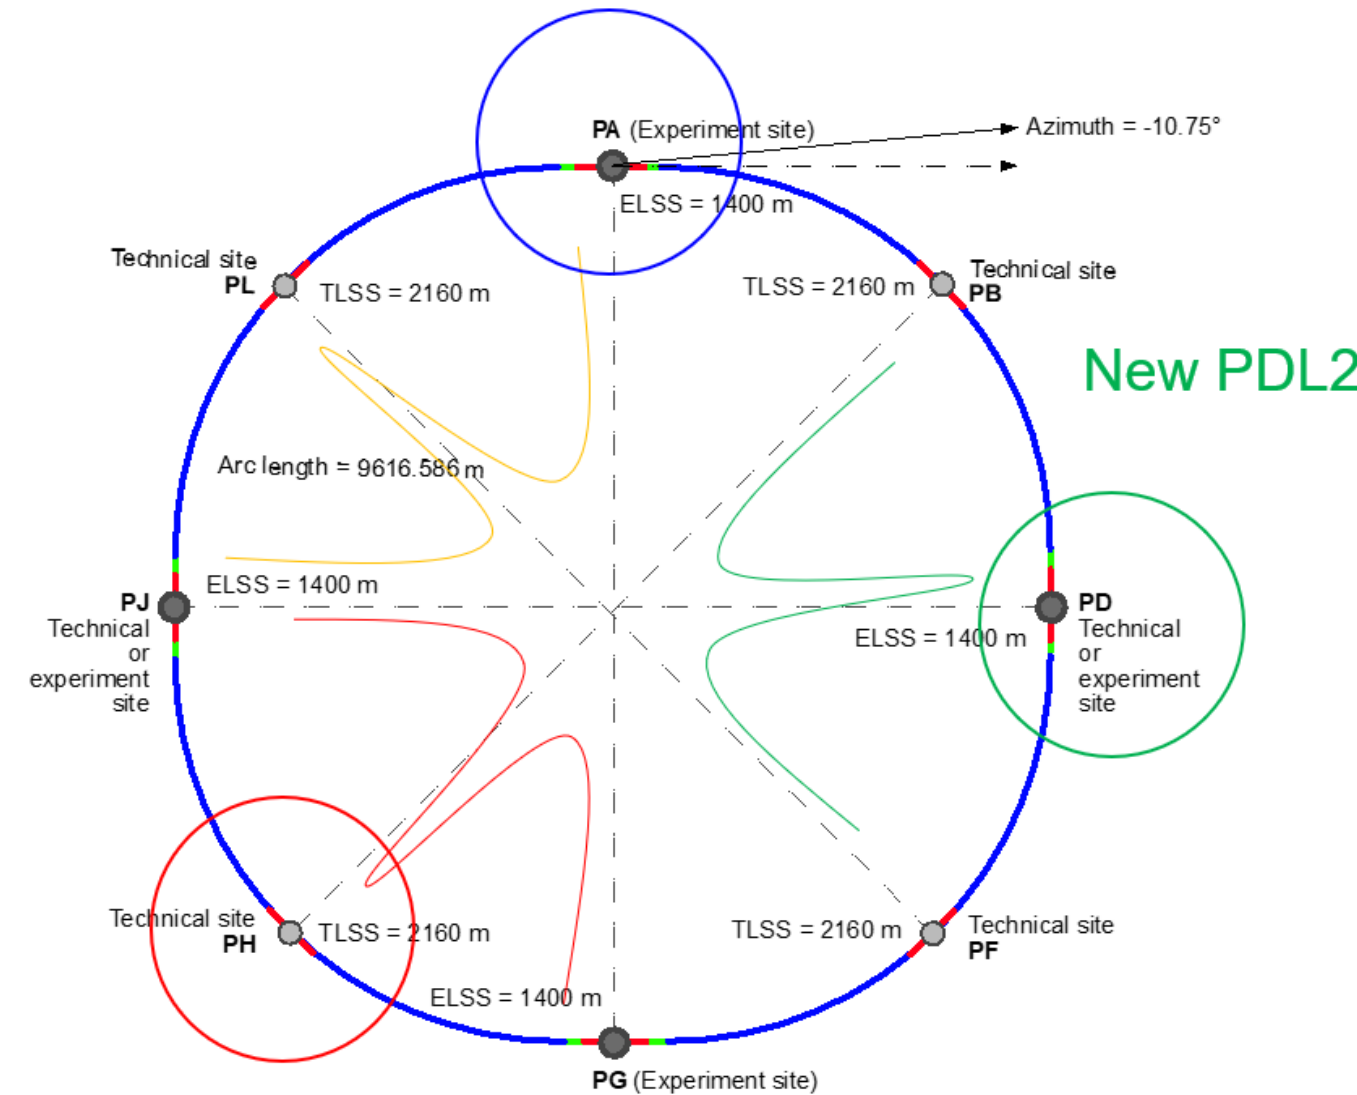 PA (Experiment site)
Azimuth = -10.75°
ELSS = 1400 m
Technical site
PL
TLSS = 2160 m
TLSS = 2160 m
Technical site
PB
New PDL2
Arc length = 9616.586 m
ELSS = 1400 m
PJ
Technical
or
experiment
site
ELSS = 1400 m
PD
Technical
or
experiment
site
Technical site
PH
TLSS = 2160 m
TLSS = 2160 m
Technical site
PF
ELSS = 1400 m
PG (Experiment site)